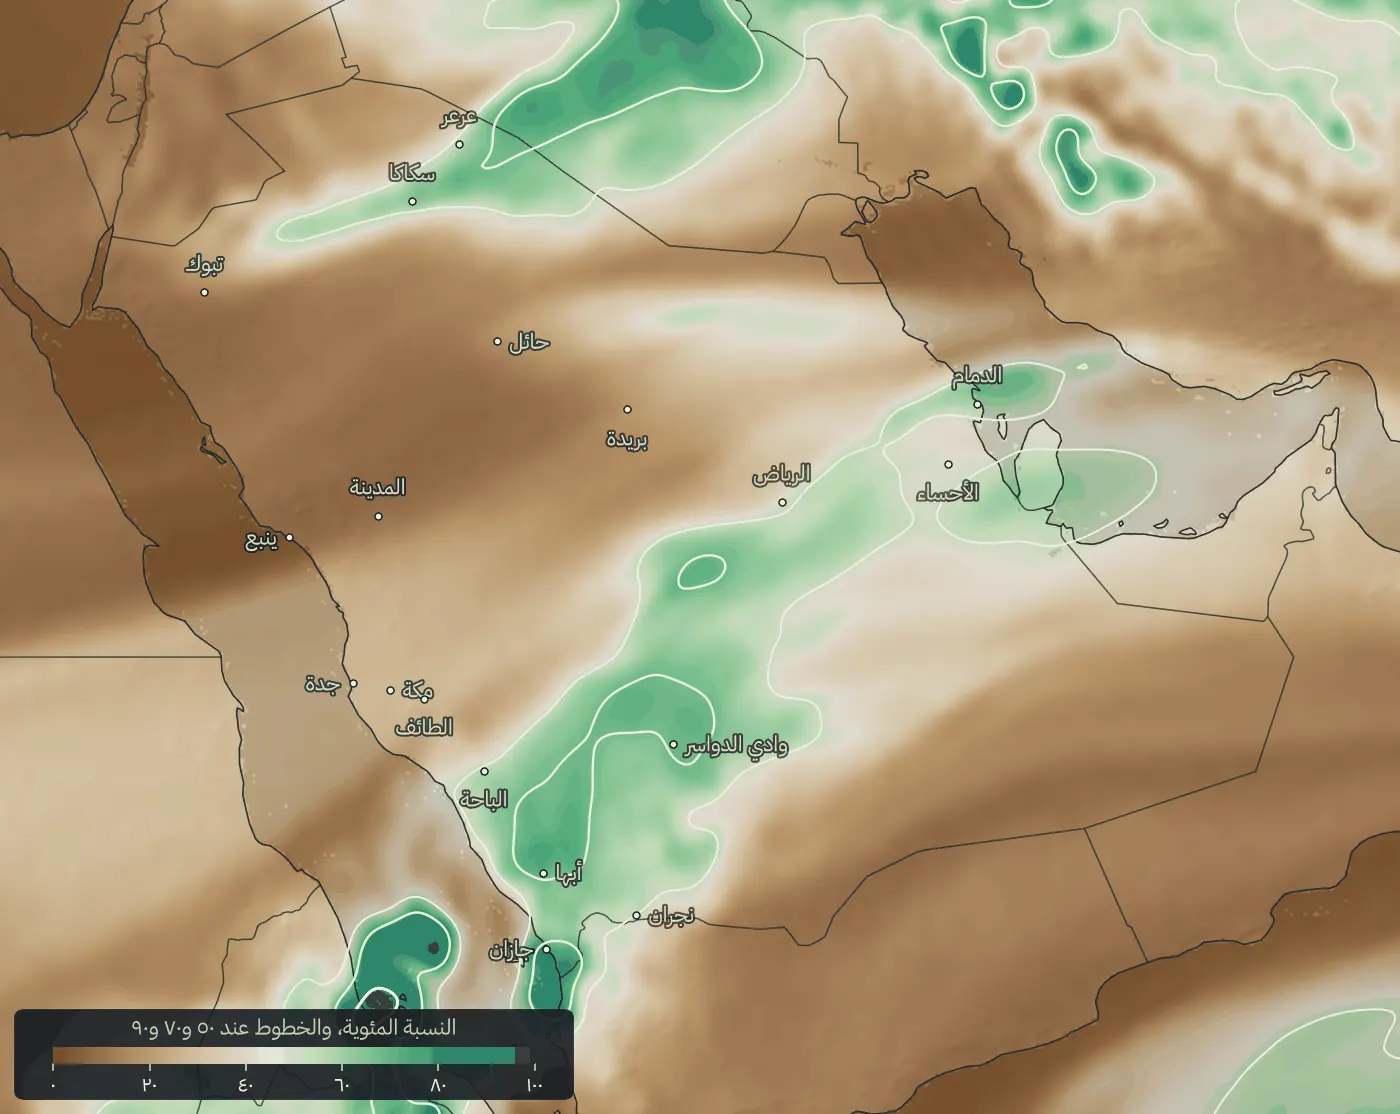 عرعر
سكاكا
تبوك
حائل
الدمام
بريدة
الرياض
الأحساء
المدينة
ينبع
جدة
مكة
الطائف
وادي الدواسر
الباحة
أبها
نجران
جازان
النسبة المئوية، والخطوط عند ٥٠ و٧٠ و٩٠
٠ ٢٠ ٤٠ ٦٠ ٨٠ ١٠٠